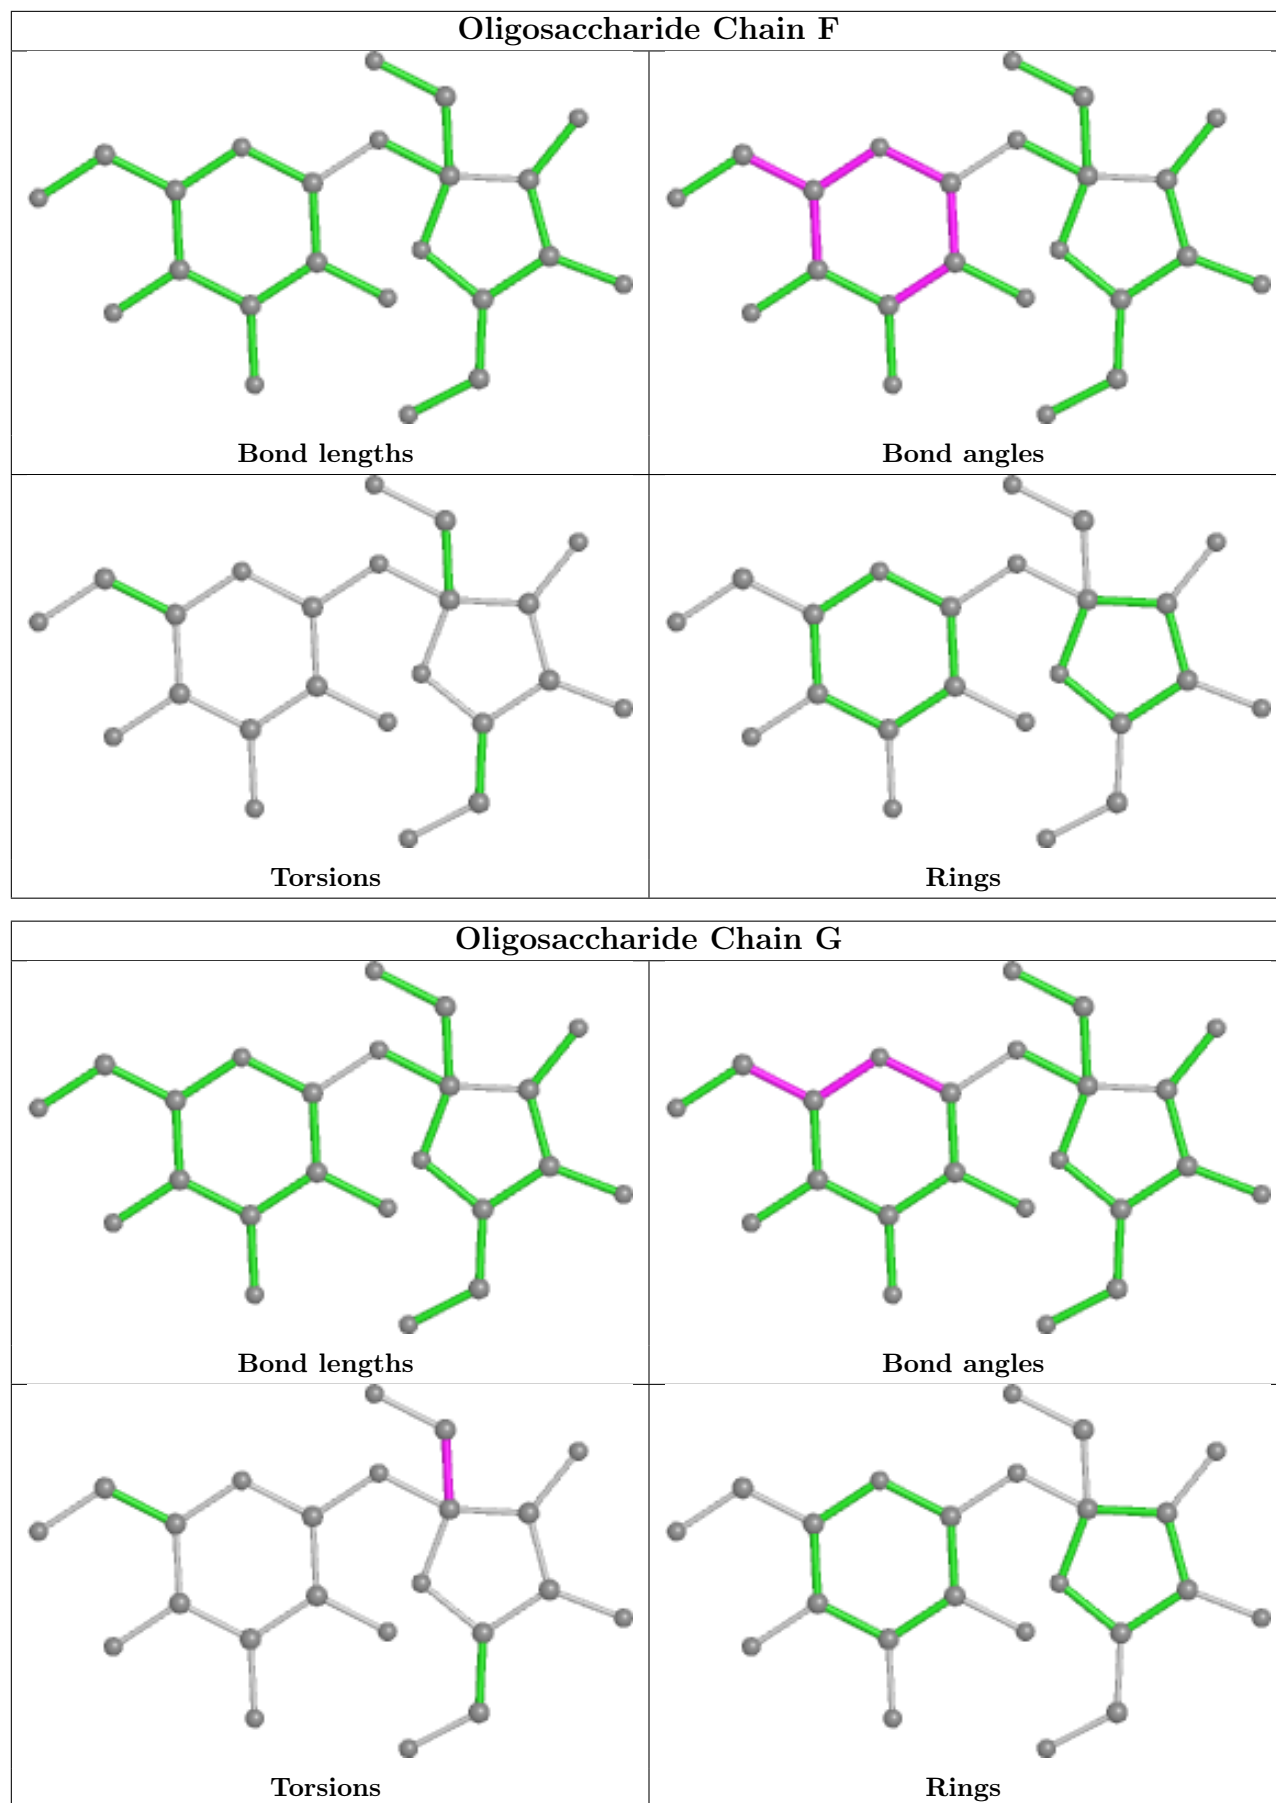 Oligosaccharide Chain F
Bond lengths
Bond angles
Torsions
Rings
Oligosaccharide Chain G
Bond lengths
Bond angles
Torsions
Rings